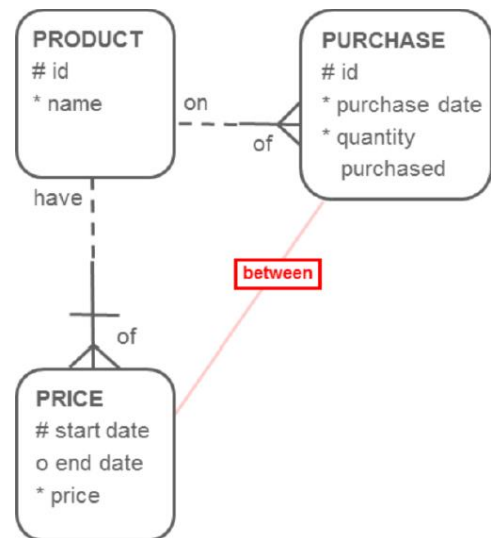 PRODUCT
# id
* name
on
of
PURCHASE
# id
* purchase date
* quantity
purchased
have
between
of
PRICE
# start date
o end date
* price